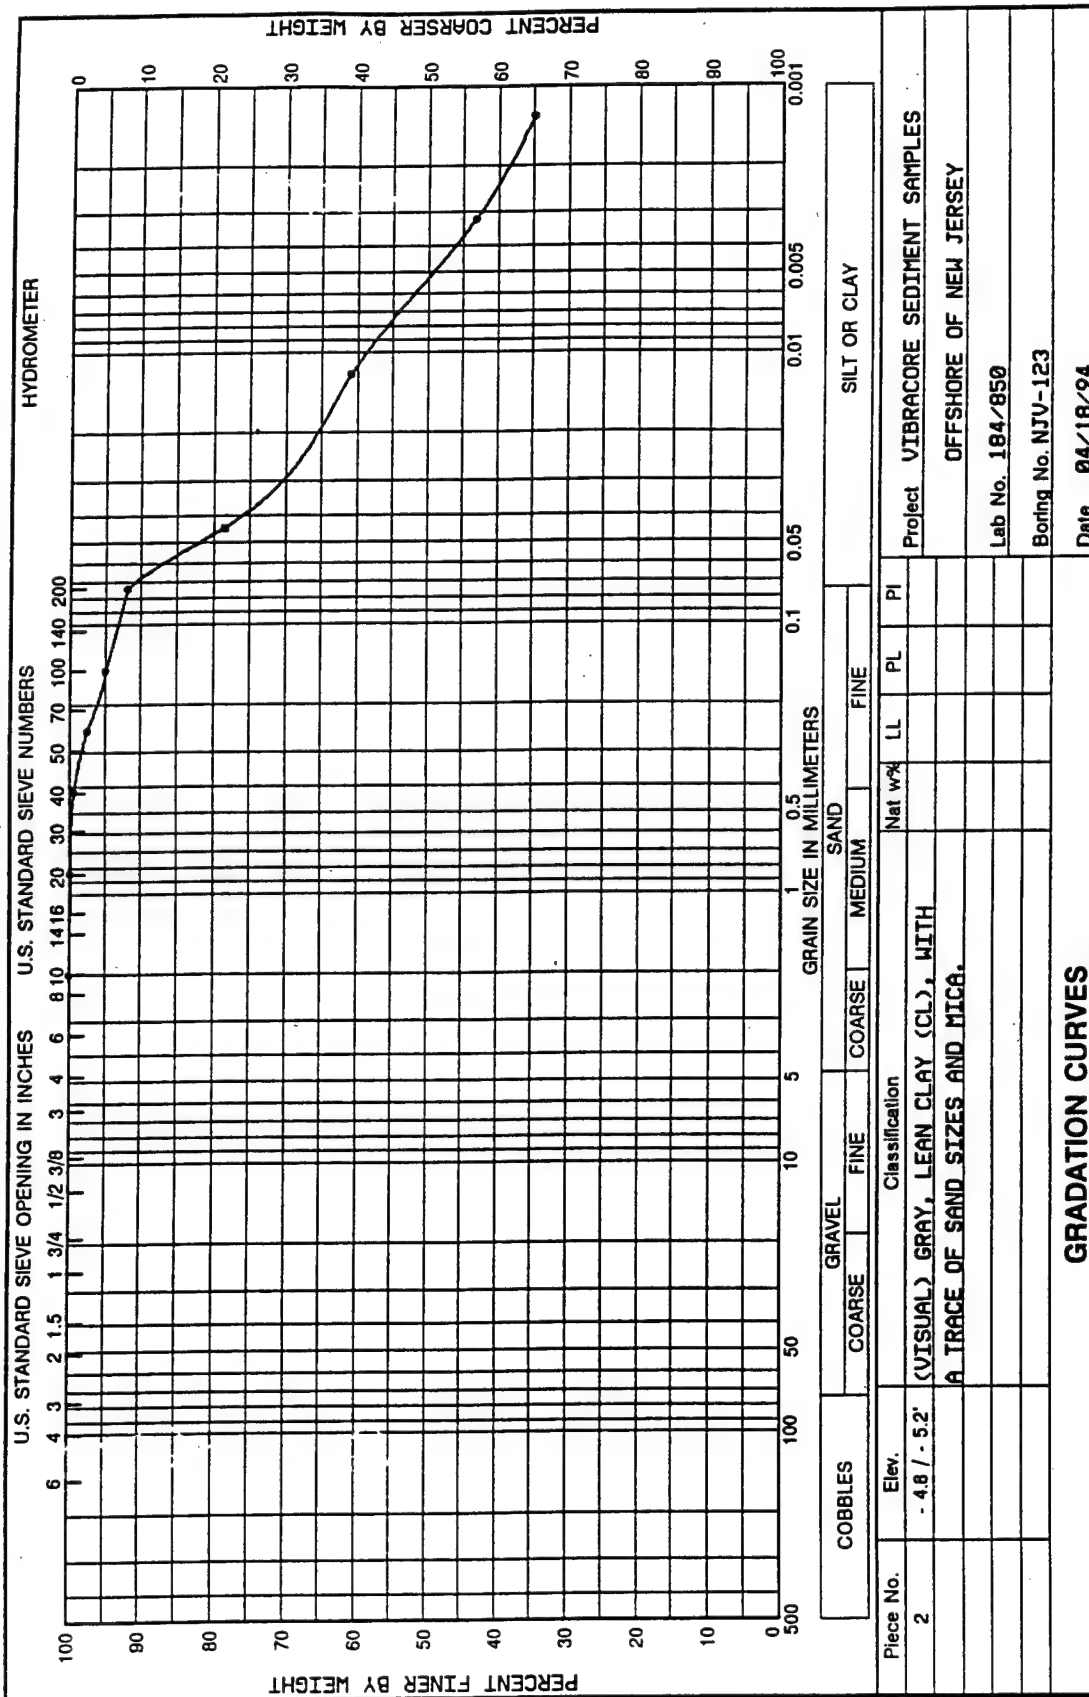 U.S. STANDARD SIEVE OPENING IN INCHES U.S. STANDARD SIEVE NUMBERS HYDROMETER
6 4 3 2 1.5 1 3/4 1/2 3/8 3 4 6 8 10 1416 20 30 40 50 70 100 140 200
PERCENT FINER BY WEIGHT
100
90
80
70
60
50
40
30
20
10
0
PERCENT COARSER BY WEIGHT
0
10
20
30
40
50
60
70
80
90
100
500 100 50 10 5 1 0.5 0.1 0.05 0.01 0.005 0.001
GRAIN SIZE IN MILLIMETERS
COBBLES GRAVEL SAND SILT OR CLAY
COARSE FINE COARSE MEDIUM FINE
Piece No. Elev. Classification Nat w% LL PL PI
2 - 4.8 / - 5.2' (VISUAL) GRAY, LEAN CLAY (CL), WITH
A TRACE OF SAND SIZES AND MICA.
Project VIBRACORE SEDIMENT SAMPLES
OFFSHORE OF NEW JERSEY
Lab No. 184/850
Boring No. NJV-123
Date 04/18/94
GRADATION CURVES